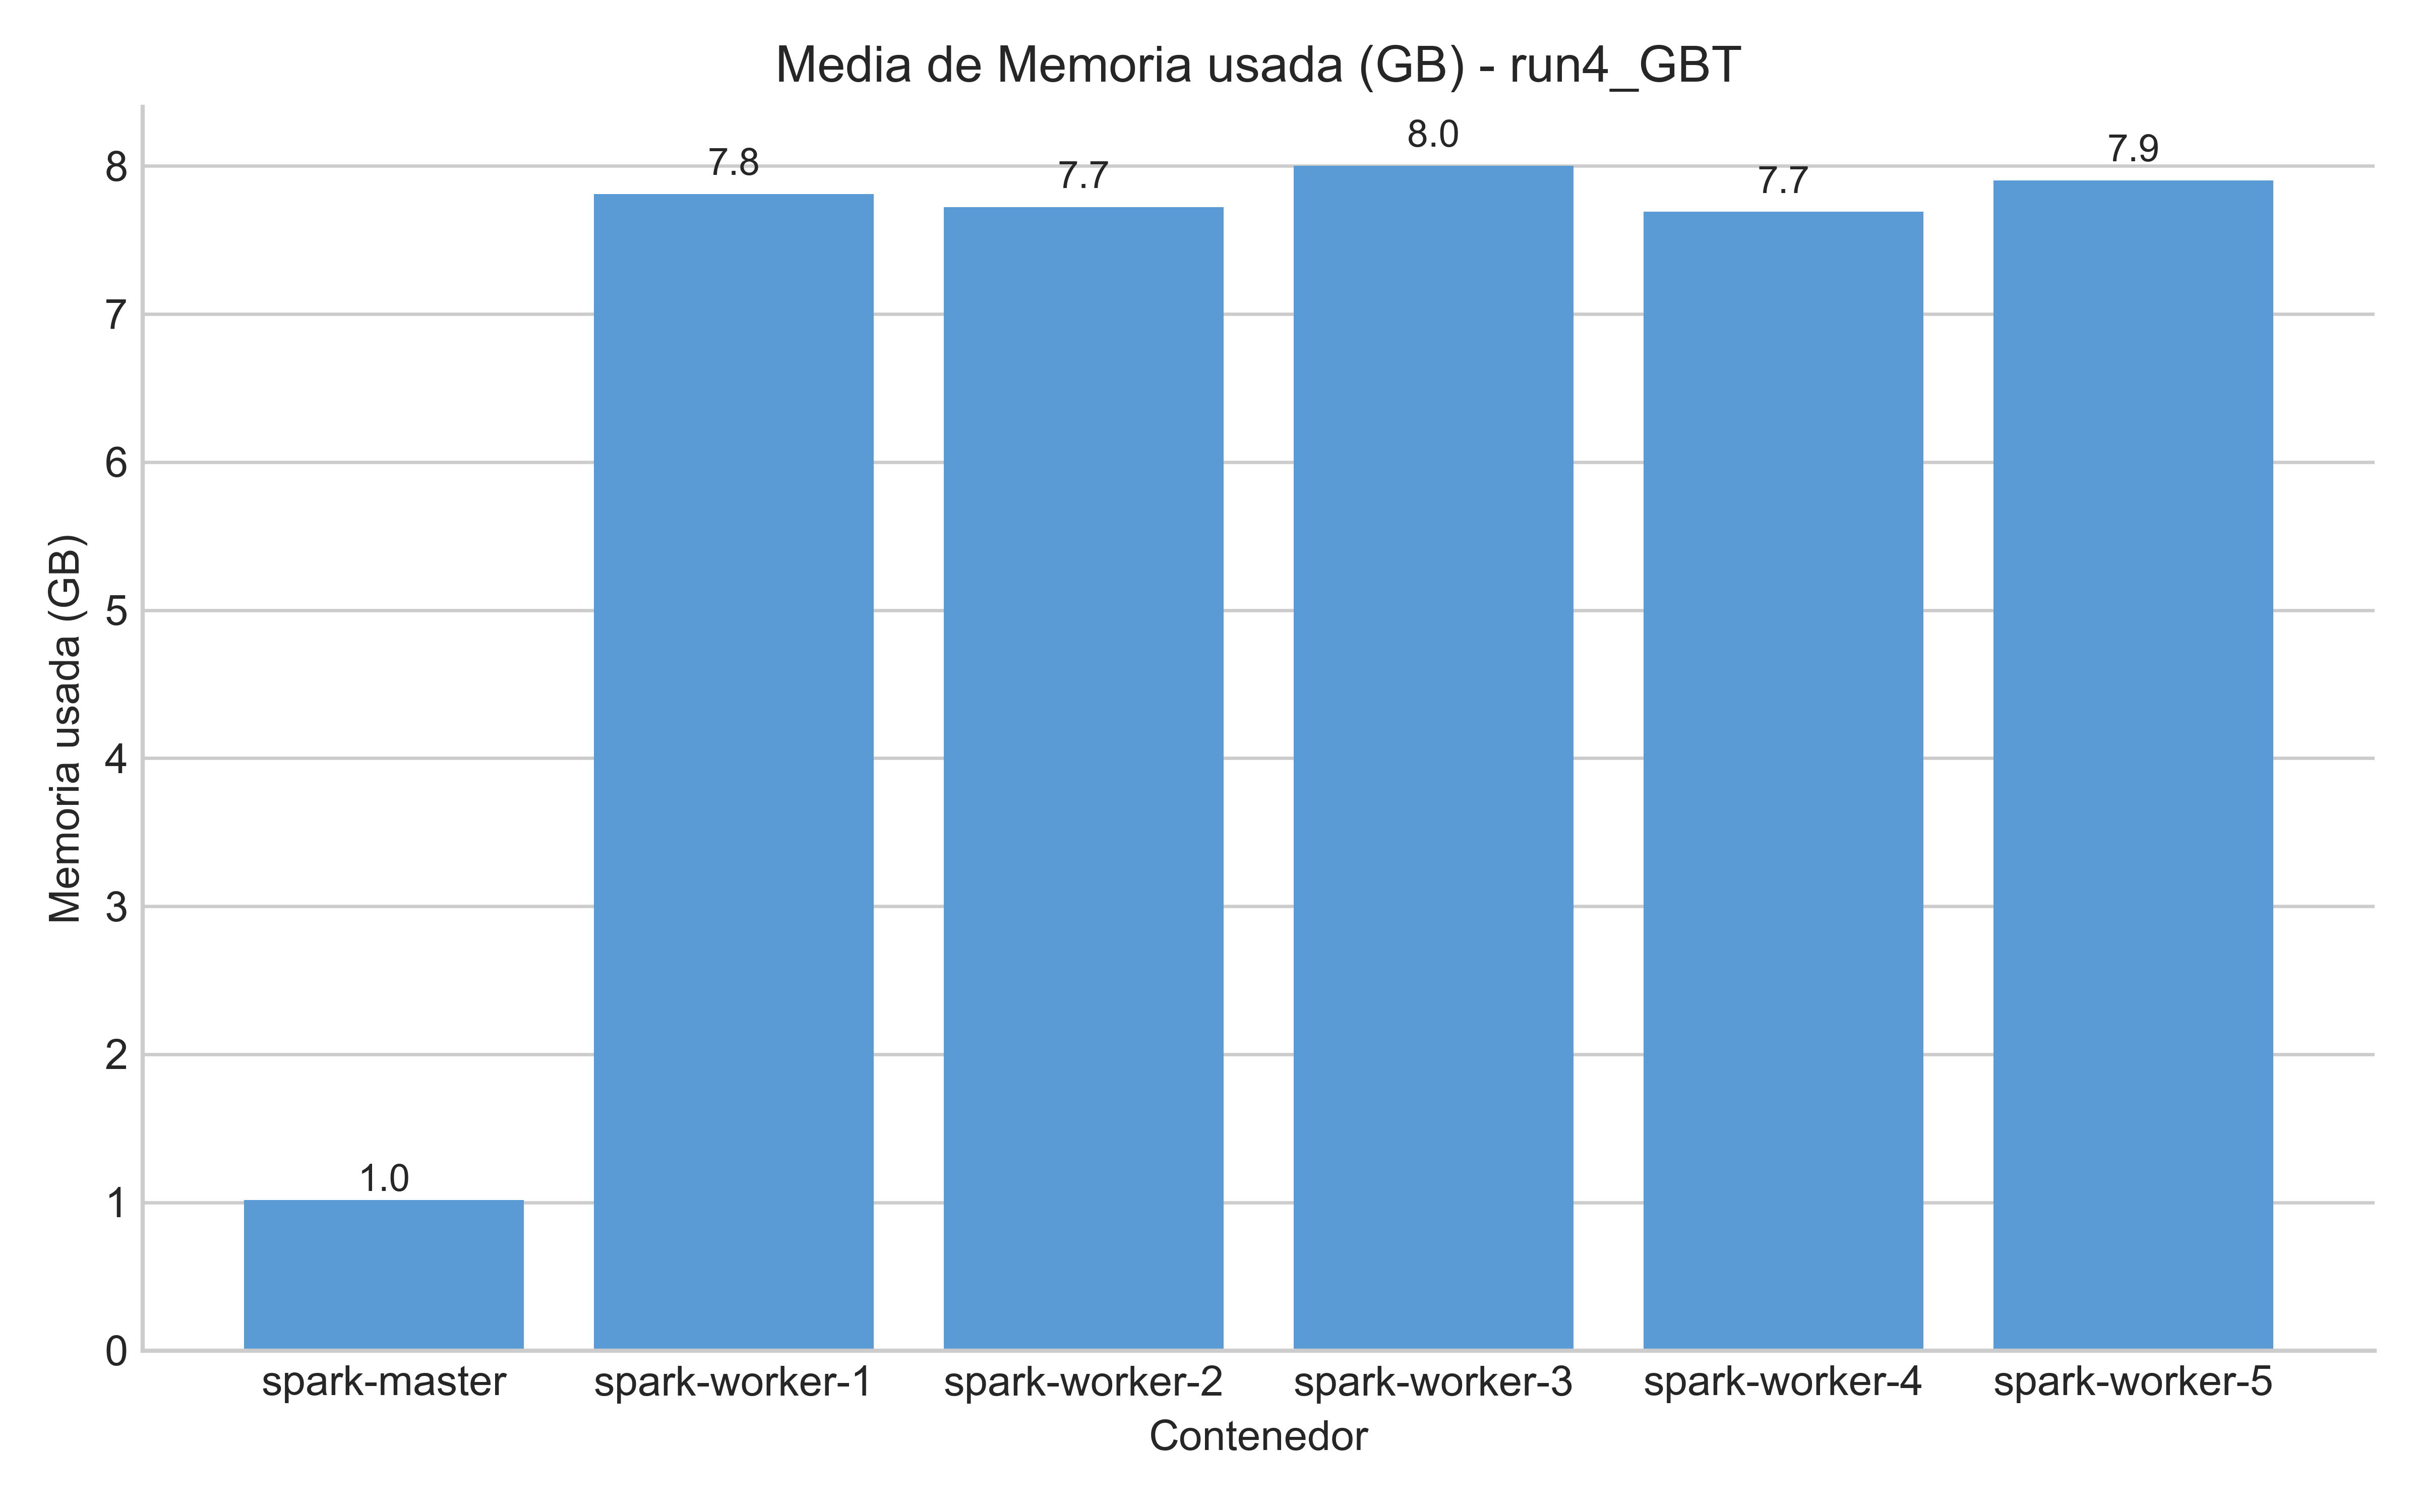 Media de Memoria usada (GB) - run4_GBT
Memoria usada (GB)
8
7
6
5
4
3
2
1
0
1.0
7.8
7.7
8.0
7.7
7.9
spark-master
spark-worker-1
spark-worker-2
spark-worker-3
spark-worker-4
spark-worker-5
Contenedor